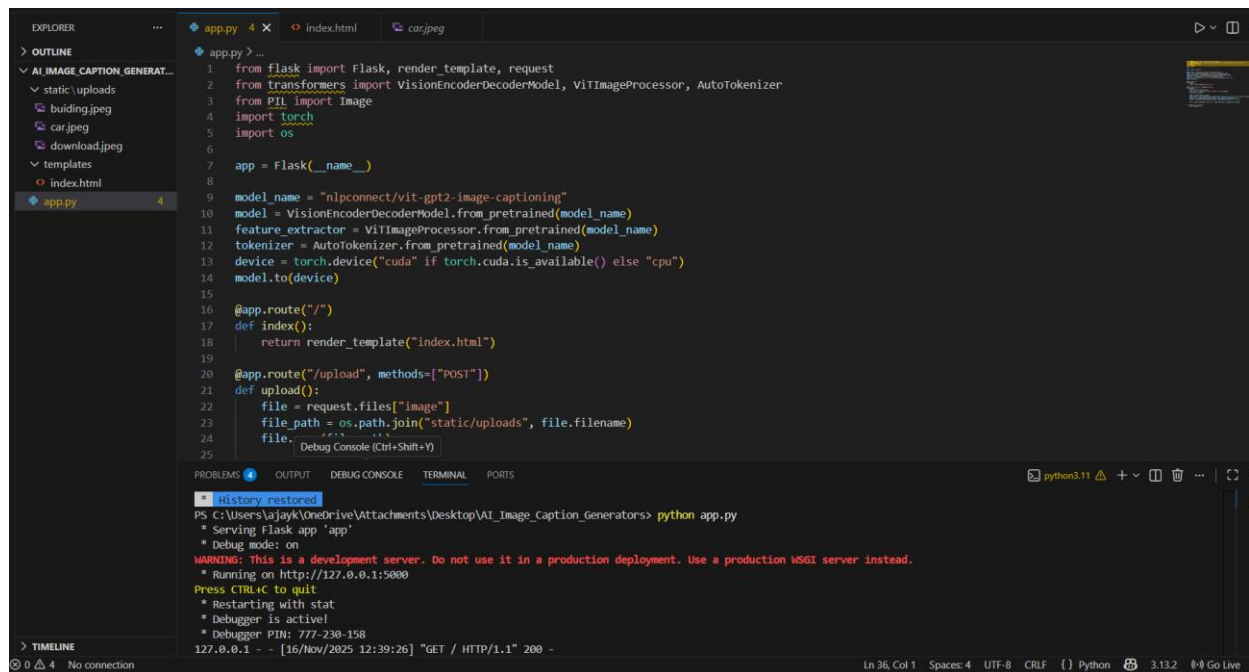 EXPLORER ...
OUTLINE
AI_IMAGE_CAPTION_GENERAT...
static\uploads
buiding.jpeg
car.jpeg
download.jpeg
templates
index.html
app.py 4
TIMELINE
app.py 4 index.html car.jpeg
app.py > ...
1 from flask import Flask, render_template, request
2 from transformers import VisionEncoderDecoderModel, ViTImageProcessor, AutoTokenizer
3 from PIL import Image
4 import torch
5 import os
6
7 app = Flask(__name__)
8
9 model_name = "nlpconnect/vit-gpt2-image-captioning"
10 model = VisionEncoderDecoderModel.from_pretrained(model_name)
11 feature_extractor = ViTImageProcessor.from_pretrained(model_name)
12 tokenizer = AutoTokenizer.from_pretrained(model_name)
13 device = torch.device("cuda" if torch.cuda.is_available() else "cpu")
14 model.to(device)
15
16 @app.route("/")
17 def index():
18 return render_template("index.html")
19
20 @app.route("/upload", methods=["POST"])
21 def upload():
22 file = request.files["image"]
23 file_path = os.path.join("static/uploads", file.filename)
24 file.
25
Debug Console (Ctrl+Shift+Y)
PROBLEMS 4 OUTPUT DEBUG CONSOLE TERMINAL PORTS python3.11
* History restored
PS C:\Users\ajayk\OneDrive\Attachments\Desktop\AI_Image_Caption_Generators> python app.py
* Serving Flask app 'app'
* Debug mode: on
WARNING: This is a development server. Do not use it in a production deployment. Use a production WSGI server instead.
* Running on http://127.0.0.1:5000
Press CTRL+C to quit
* Restarting with stat
* Debugger is active!
* Debugger PIN: 777-230-158
127.0.0.1 - - [16/Nov/2025 12:39:26] "GET / HTTP/1.1" 200 -
0 4 No connection Ln 36, Col 1 Spaces: 4 UTF-8 CRLF { } Python 3.13.2 Go Live